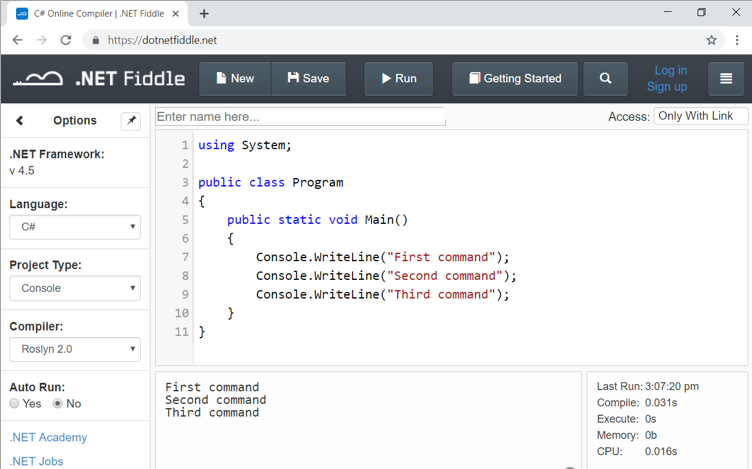 C# Online Compiler | .NET Fiddle
https://dotnetfiddle.net
.NET Fiddle
New
Save
Run
Getting Started
Log in
Sign up
Options
Enter name here...
Access:
Only With Link
.NET Framework:
v 4.5
Language:
C#
Project Type:
Console
Compiler:
Roslyn 2.0
Auto Run:
Yes
No
.NET Academy
.NET Jobs
1 using System;
2
3 public class Program
4 {
5     public static void Main()
6     {
7         Console.WriteLine("First command");
8         Console.WriteLine("Second command");
9         Console.WriteLine("Third command");
10     }
11 }
First command
Second command
Third command
Last Run: 3:07:20 pm
Compile: 0.031s
Execute: 0s
Memory: 0b
CPU: 0.016s